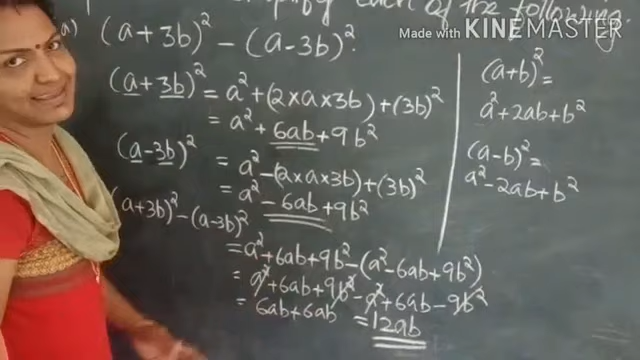 simplify each of the following.
Made with KINEMASTER
a) (a+3b)² - (a-3b)².
(a+3b)² = a²+(2×a×3b)+(3b)²
= a²+6ab+9b²
(a-3b)² = a²-(2×a×3b)+(3b)²
= a²-6ab+9b²
(a+3b)²-(a-3b)²
= a²+6ab+9b²-(a²-6ab+9b²)
= a²+6ab+9b²-a²+6ab-9b²
= 6ab+6ab =12ab
(a+b)²=
a²+2ab+b²
(a-b)²=
a²-2ab+b²